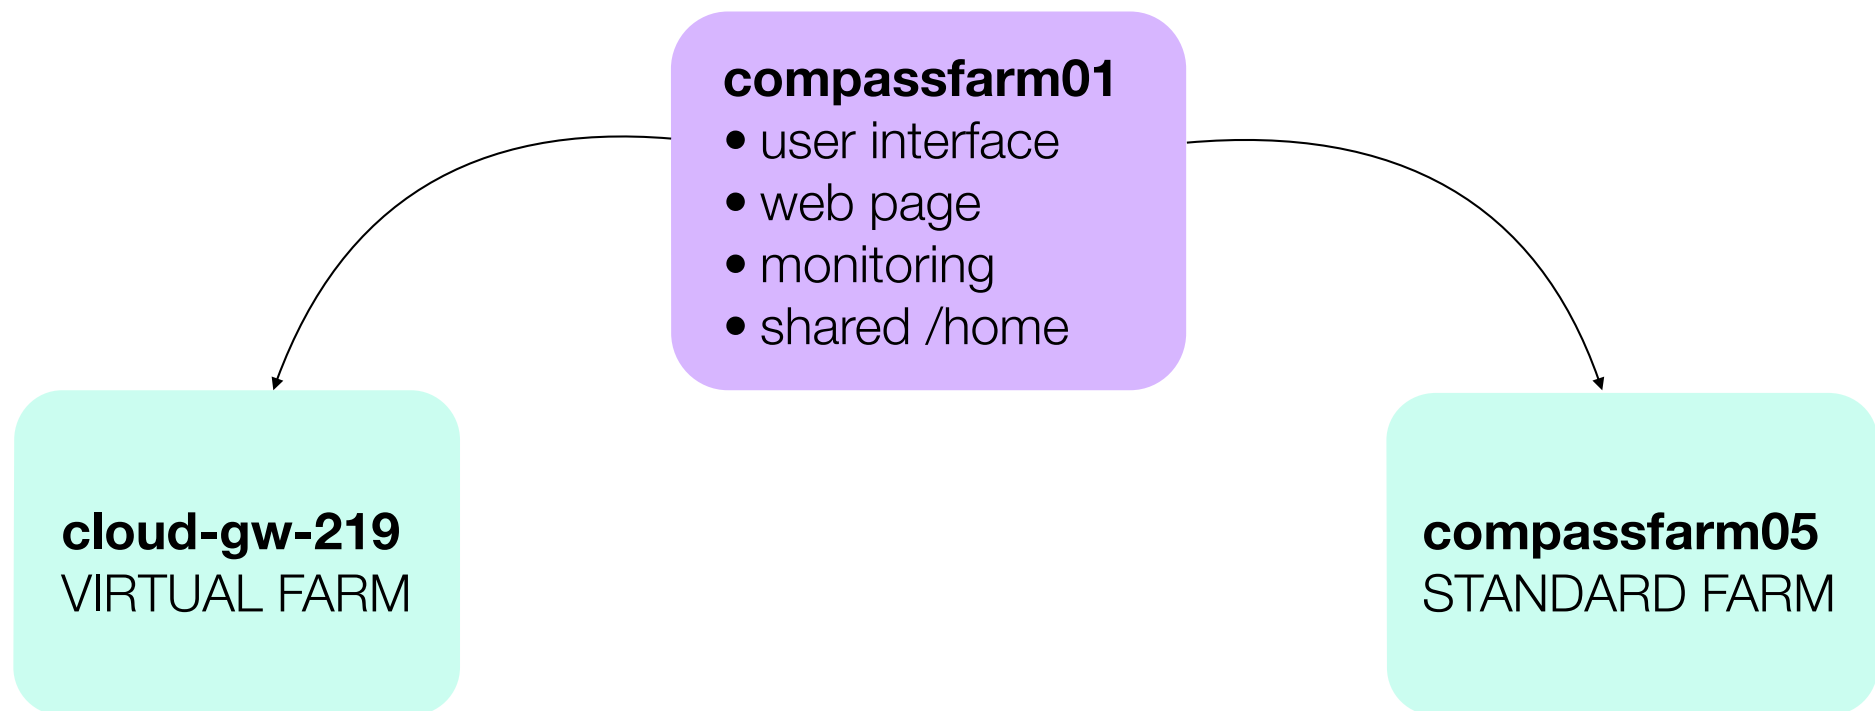 compassfarm01
• user interface
• web page
• monitoring
• shared /home
cloud-gw-219
VIRTUAL FARM
compassfarm05
STANDARD FARM